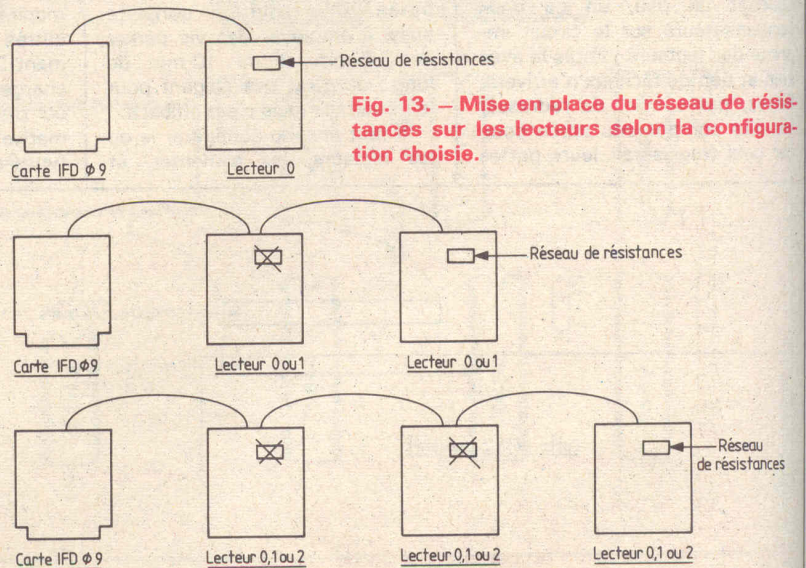 Réseau de résistances
Fig. 13. — Mise en place du réseau de résis-
tances sur les lecteurs selon la configura-
tion choisie.
Carte IFD φ 9
Lecteur 0
Réseau de résistances
Carte IFD φ 9
Lecteur 0 ou 1
Lecteur 0 ou 1
Réseau
de résistances
Carte IFD φ 9
Lecteur 0,1 ou 2
Lecteur 0,1 ou 2
Lecteur 0,1 ou 2